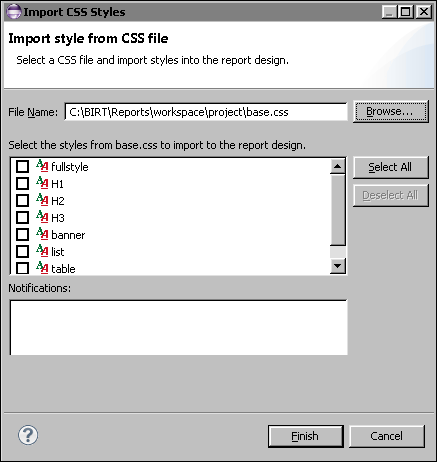 Import CSS Styles
Import style from CSS file
Select a CSS file and import styles into the report design.
File Name: C:\BIRT\Reports\workspace\project\base.css Browse...
Select the styles from base.css to import to the report design.
fullstyle
H1
H2
H3
banner
list
table
Select All
Deselect All
Notifications:
?
Finish Cancel